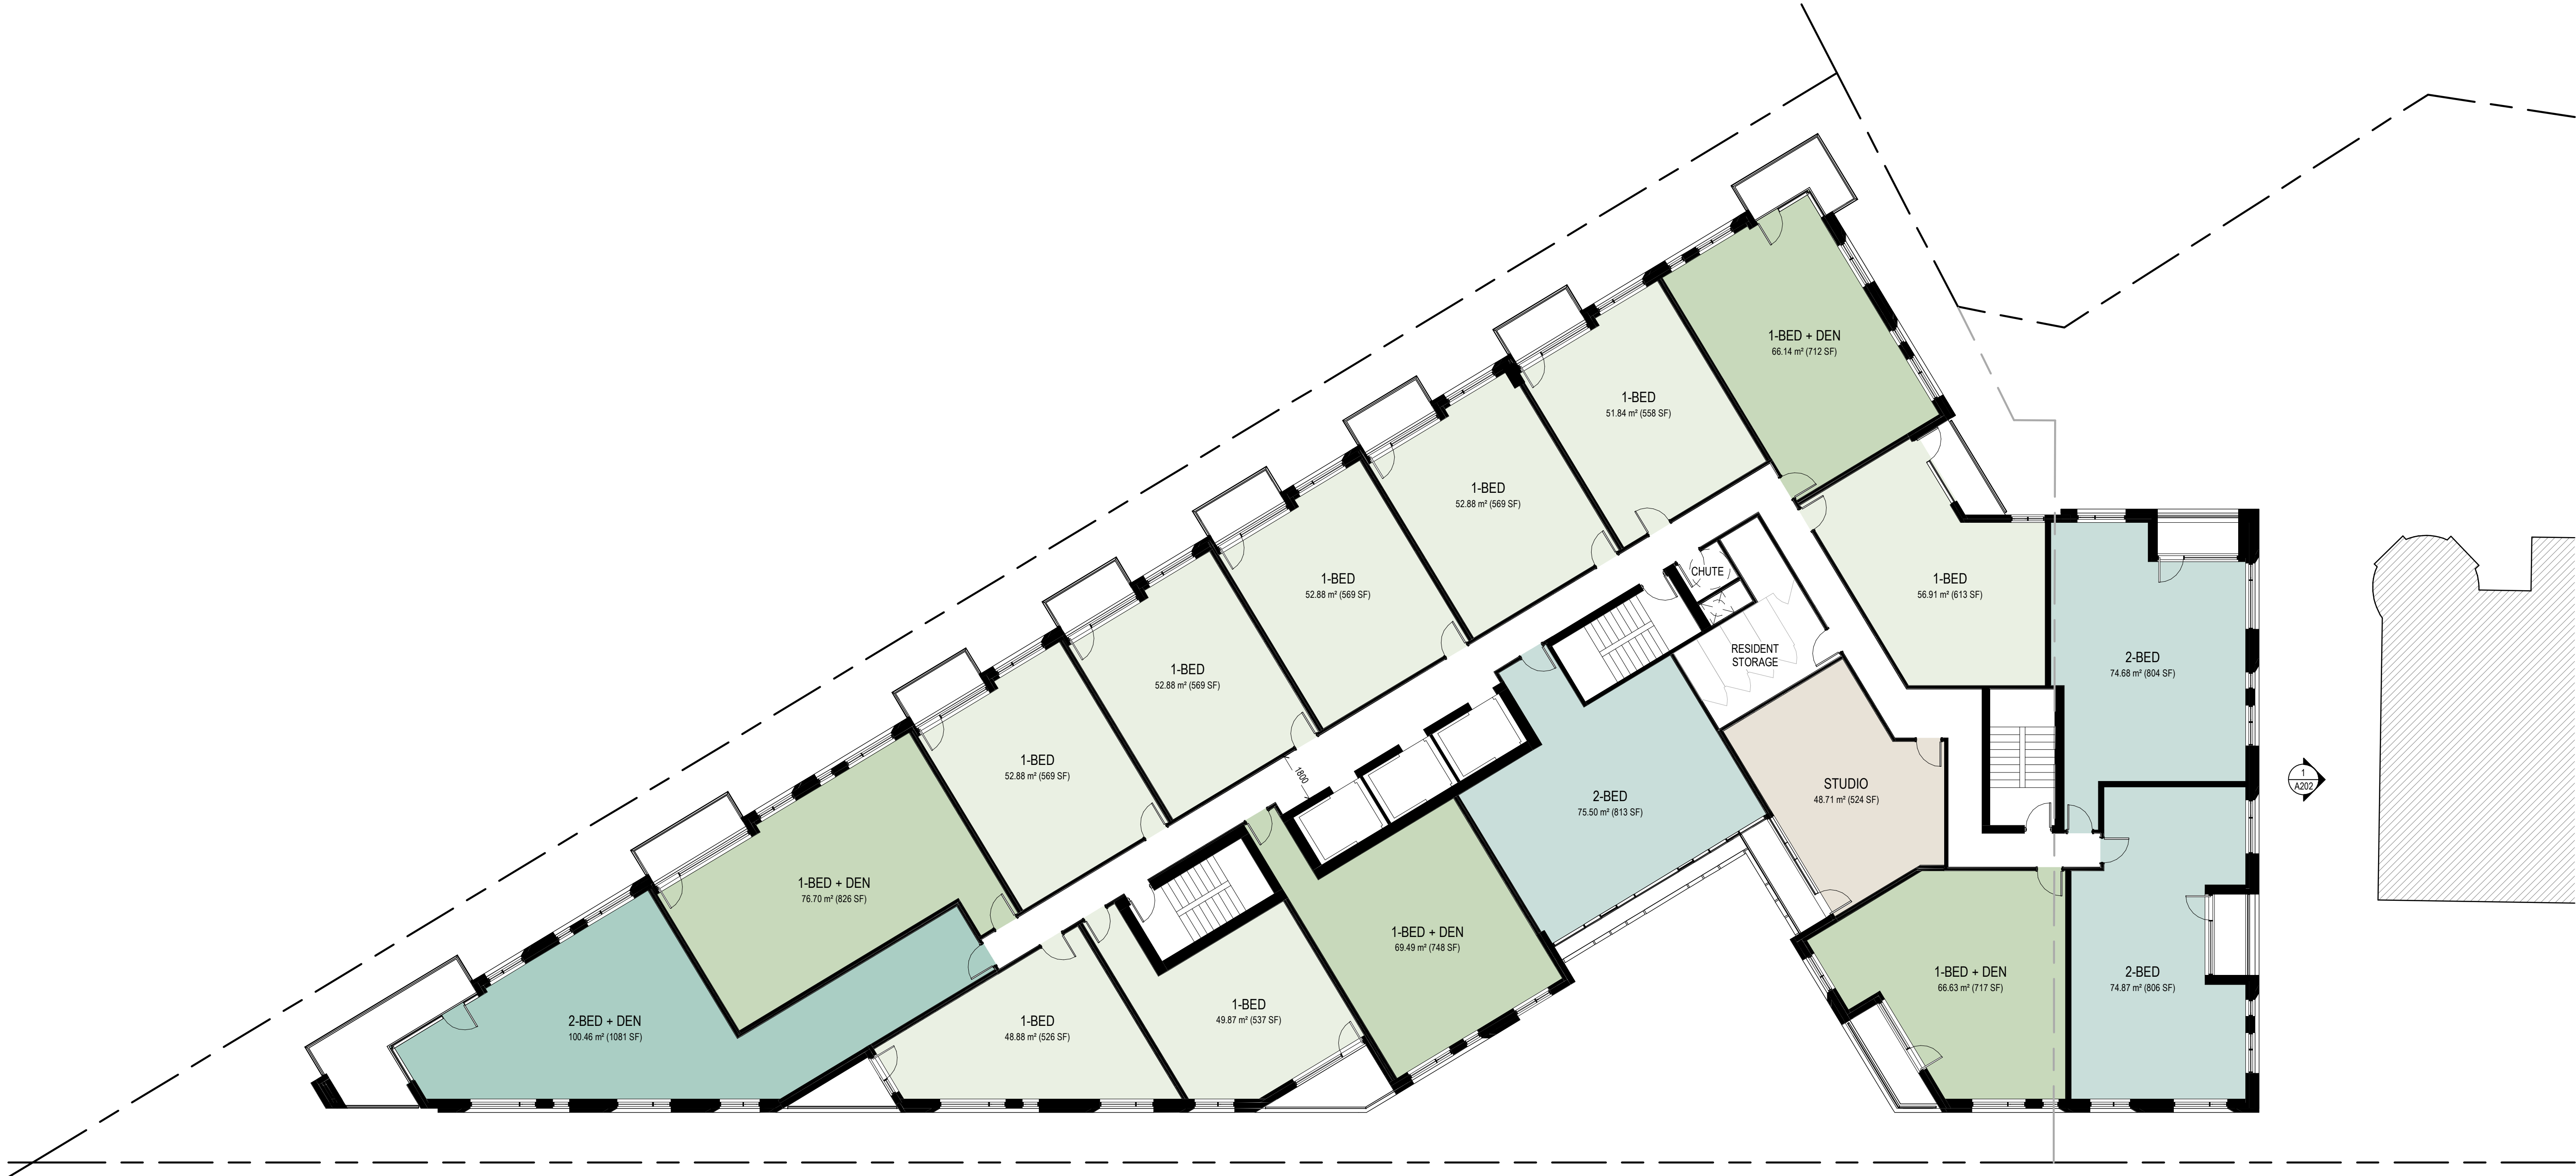 1-BED + DEN
66.14 m² (712 SF)
1-BED
51.84 m² (558 SF)
1-BED
52.88 m² (569 SF)
1-BED
52.88 m² (569 SF)
1-BED
52.88 m² (569 SF)
1-BED
52.88 m² (569 SF)
1-BED + DEN
76.70 m² (826 SF)
2-BED + DEN
100.46 m² (1081 SF)
1-BED
48.88 m² (526 SF)
1-BED
49.87 m² (537 SF)
1-BED + DEN
69.49 m² (748 SF)
2-BED
75.50 m² (813 SF)
1800
CHUTE
RESIDENT
STORAGE
STUDIO
48.71 m² (524 SF)
1-BED
56.91 m² (613 SF)
2-BED
74.68 m² (804 SF)
1-BED + DEN
66.63 m² (717 SF)
2-BED
74.87 m² (806 SF)
1
A202